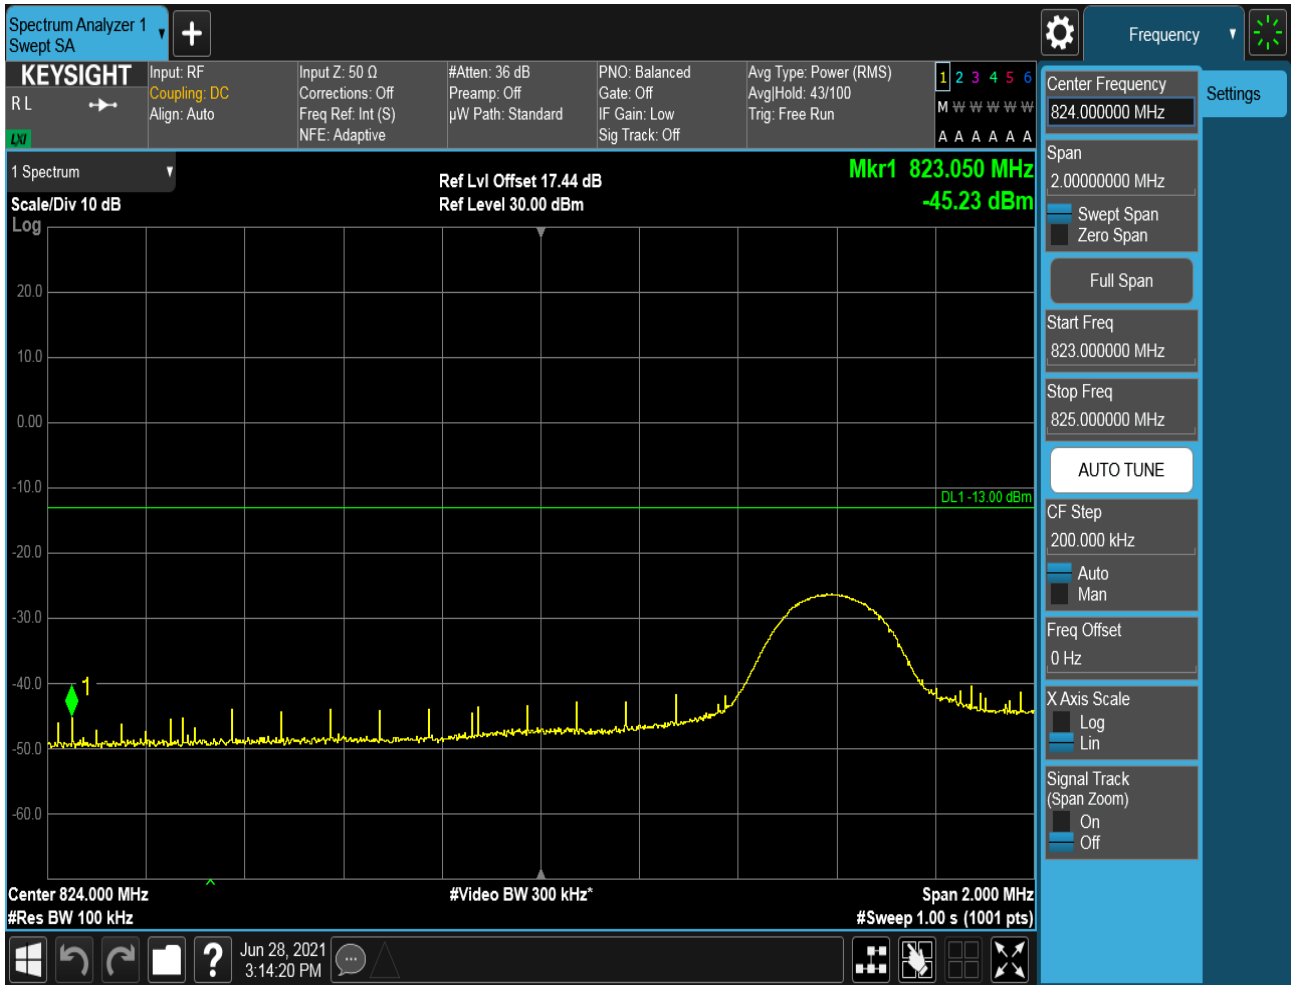 Spectrum Analyzer 1
Swept SA
+
Frequency
KEYSIGHT
R L
LXI
Input: RF
Coupling: DC
Align: Auto
Input Z: 50 Ω
Corrections: Off
Freq Ref: Int (S)
NFE: Adaptive
#Atten: 36 dB
Preamp: Off
µW Path: Standard
PNO: Balanced
Gate: Off
IF Gain: Low
Sig Track: Off
Avg Type: Power (RMS)
Avg|Hold: 43/100
Trig: Free Run
1 2 3 4 5 6
M W W W W W
A A A A A A
1 Spectrum
Scale/Div 10 dB
Log
Ref Lvl Offset 17.44 dB
Ref Level 30.00 dBm
Mkr1 823.050 MHz
-45.23 dBm
20.0
10.0
0.00
-10.0
DL1 -13.00 dBm
-20.0
-30.0
-40.0
1
-50.0
-60.0
Center 824.000 MHz
#Video BW 300 kHz*
Span 2.000 MHz
#Res BW 100 kHz
#Sweep 1.00 s (1001 pts)
Jun 28, 2021
3:14:20 PM
?
Settings
Center Frequency
824.000000 MHz
Span
2.00000000 MHz
Swept Span
Zero Span
Full Span
Start Freq
823.000000 MHz
Stop Freq
825.000000 MHz
AUTO TUNE
CF Step
200.000 kHz
Auto
Man
Freq Offset
0 Hz
X Axis Scale
Log
Lin
Signal Track
(Span Zoom)
On
Off